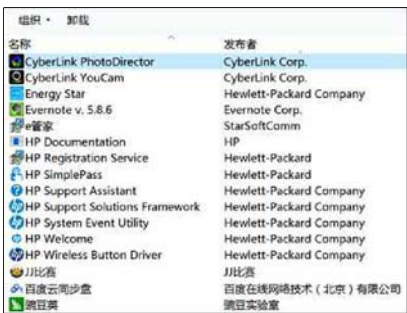 组织 · 卸载
名称 发布者
CyberLink PhotoDirector CyberLink Corp.
CyberLink YouCam CyberLink Corp.
Energy Star Hewlett-Packard Company
Evernote v. 5.8.6 Evernote Corp.
e管家 StarSoftComm
HP Documentation HP
HP Registration Service Hewlett-Packard
HP SimplePass Hewlett-Packard
HP Support Assistant Hewlett-Packard Company
HP Support Solutions Framework Hewlett-Packard Company
HP System Event Utility Hewlett-Packard Company
HP Welcome Hewlett-Packard Company
HP Wireless Button Driver Hewlett-Packard Company
JJ比赛 JJ比赛
百度云同步盘 百度在线网络技术（北京）有限公司
豌豆荚 豌豆实验室